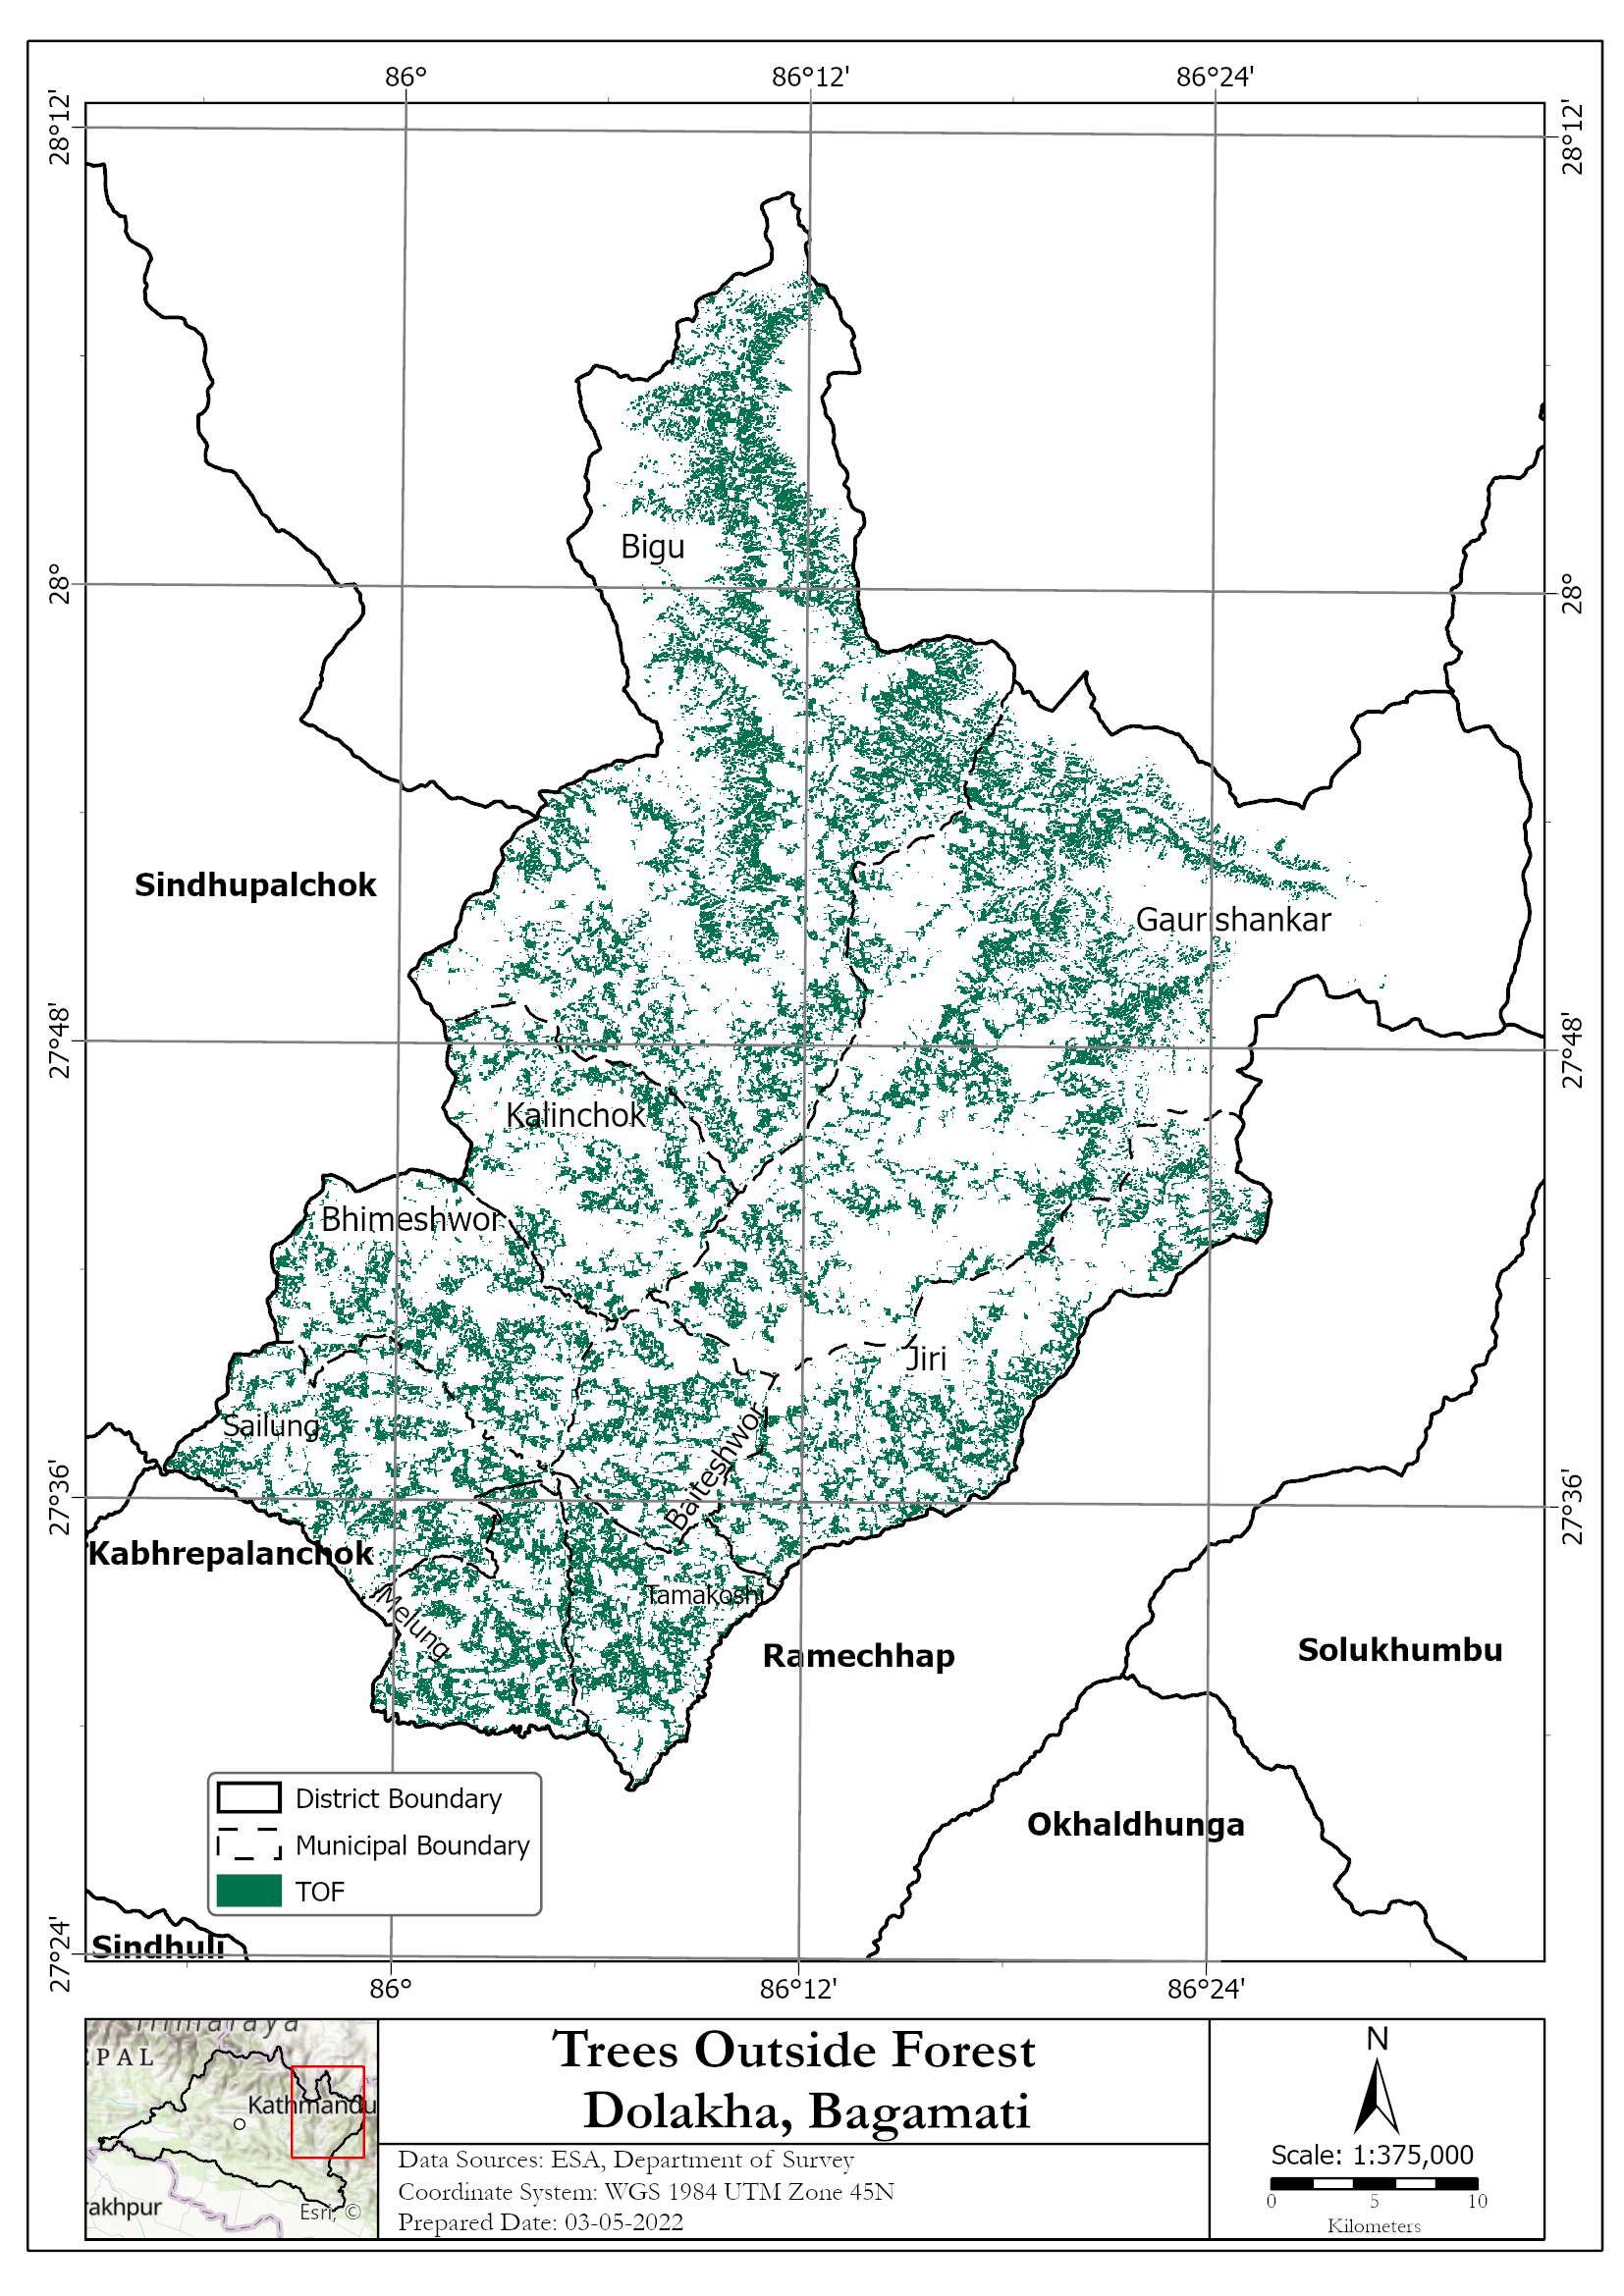 86°
86°12'
86°24'
28°12'
28°12'
Bigu
28°
28°
Sindhupalchok
Gaurishankar
27°48'
27°48'
Kalinchok
Bhimeshwor
Jiri
Sailung
Baiteshwor
27°36'
27°36'
Kabhrepalanchok
Tamakoshi
Melung
Ramechhap
Solukhumbu
Okhaldhunga
District Boundary
Municipal Boundary
TOF
Sindhuli
27°24'
86°
86°12'
86°24'
Himalaya
EPAL
Kathmandu
rakhpur
Esri, ©
Trees Outside Forest
Dolakha, Bagamati
Data Sources: ESA, Department of Survey
Coordinate System: WGS 1984 UTM Zone 45N
Prepared Date: 03-05-2022
N
Scale: 1:375,000
0 5 10
Kilometers